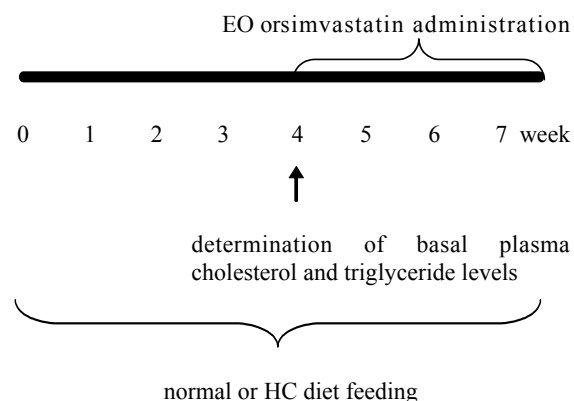 EO orsimvastatin administration
0 1 2 3 4 5 6 7 week
determination of basal plasma
cholesterol and triglyceride levels
normal or HC diet feeding